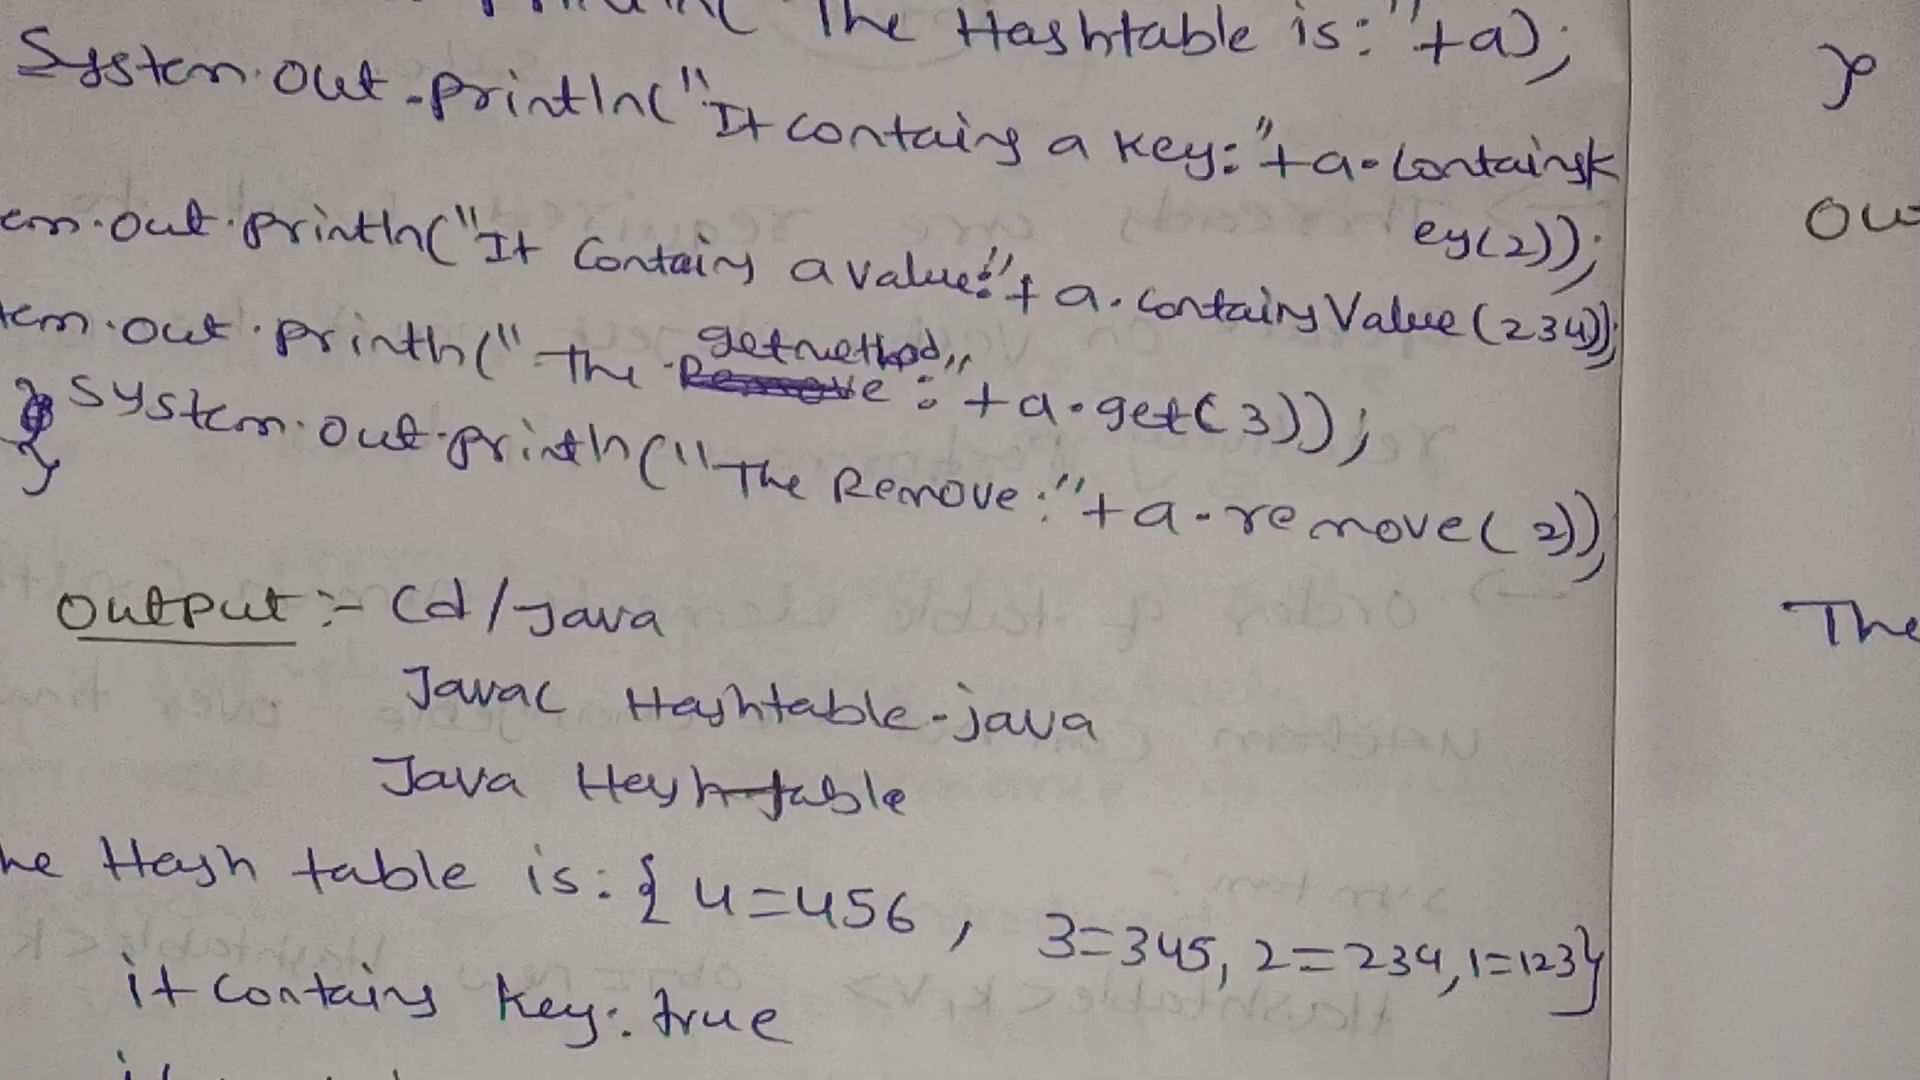 The Hashtable is:"+a);
System.out.println("It contains a key:"+a.containsk
ey(2));
em.out.println("It Contains a value:"+a.containsValue(234));
tem.out.println("The getmethod:"+a.get(3));
System.out.println("The Remove:"+a.remove(2));
}
Output :- Cd/java
Javac Hashtable.java
Java Hashtable
he Hash table is:{4=456, 3=345, 2=234, 1=123}
it contains key: true
}
The